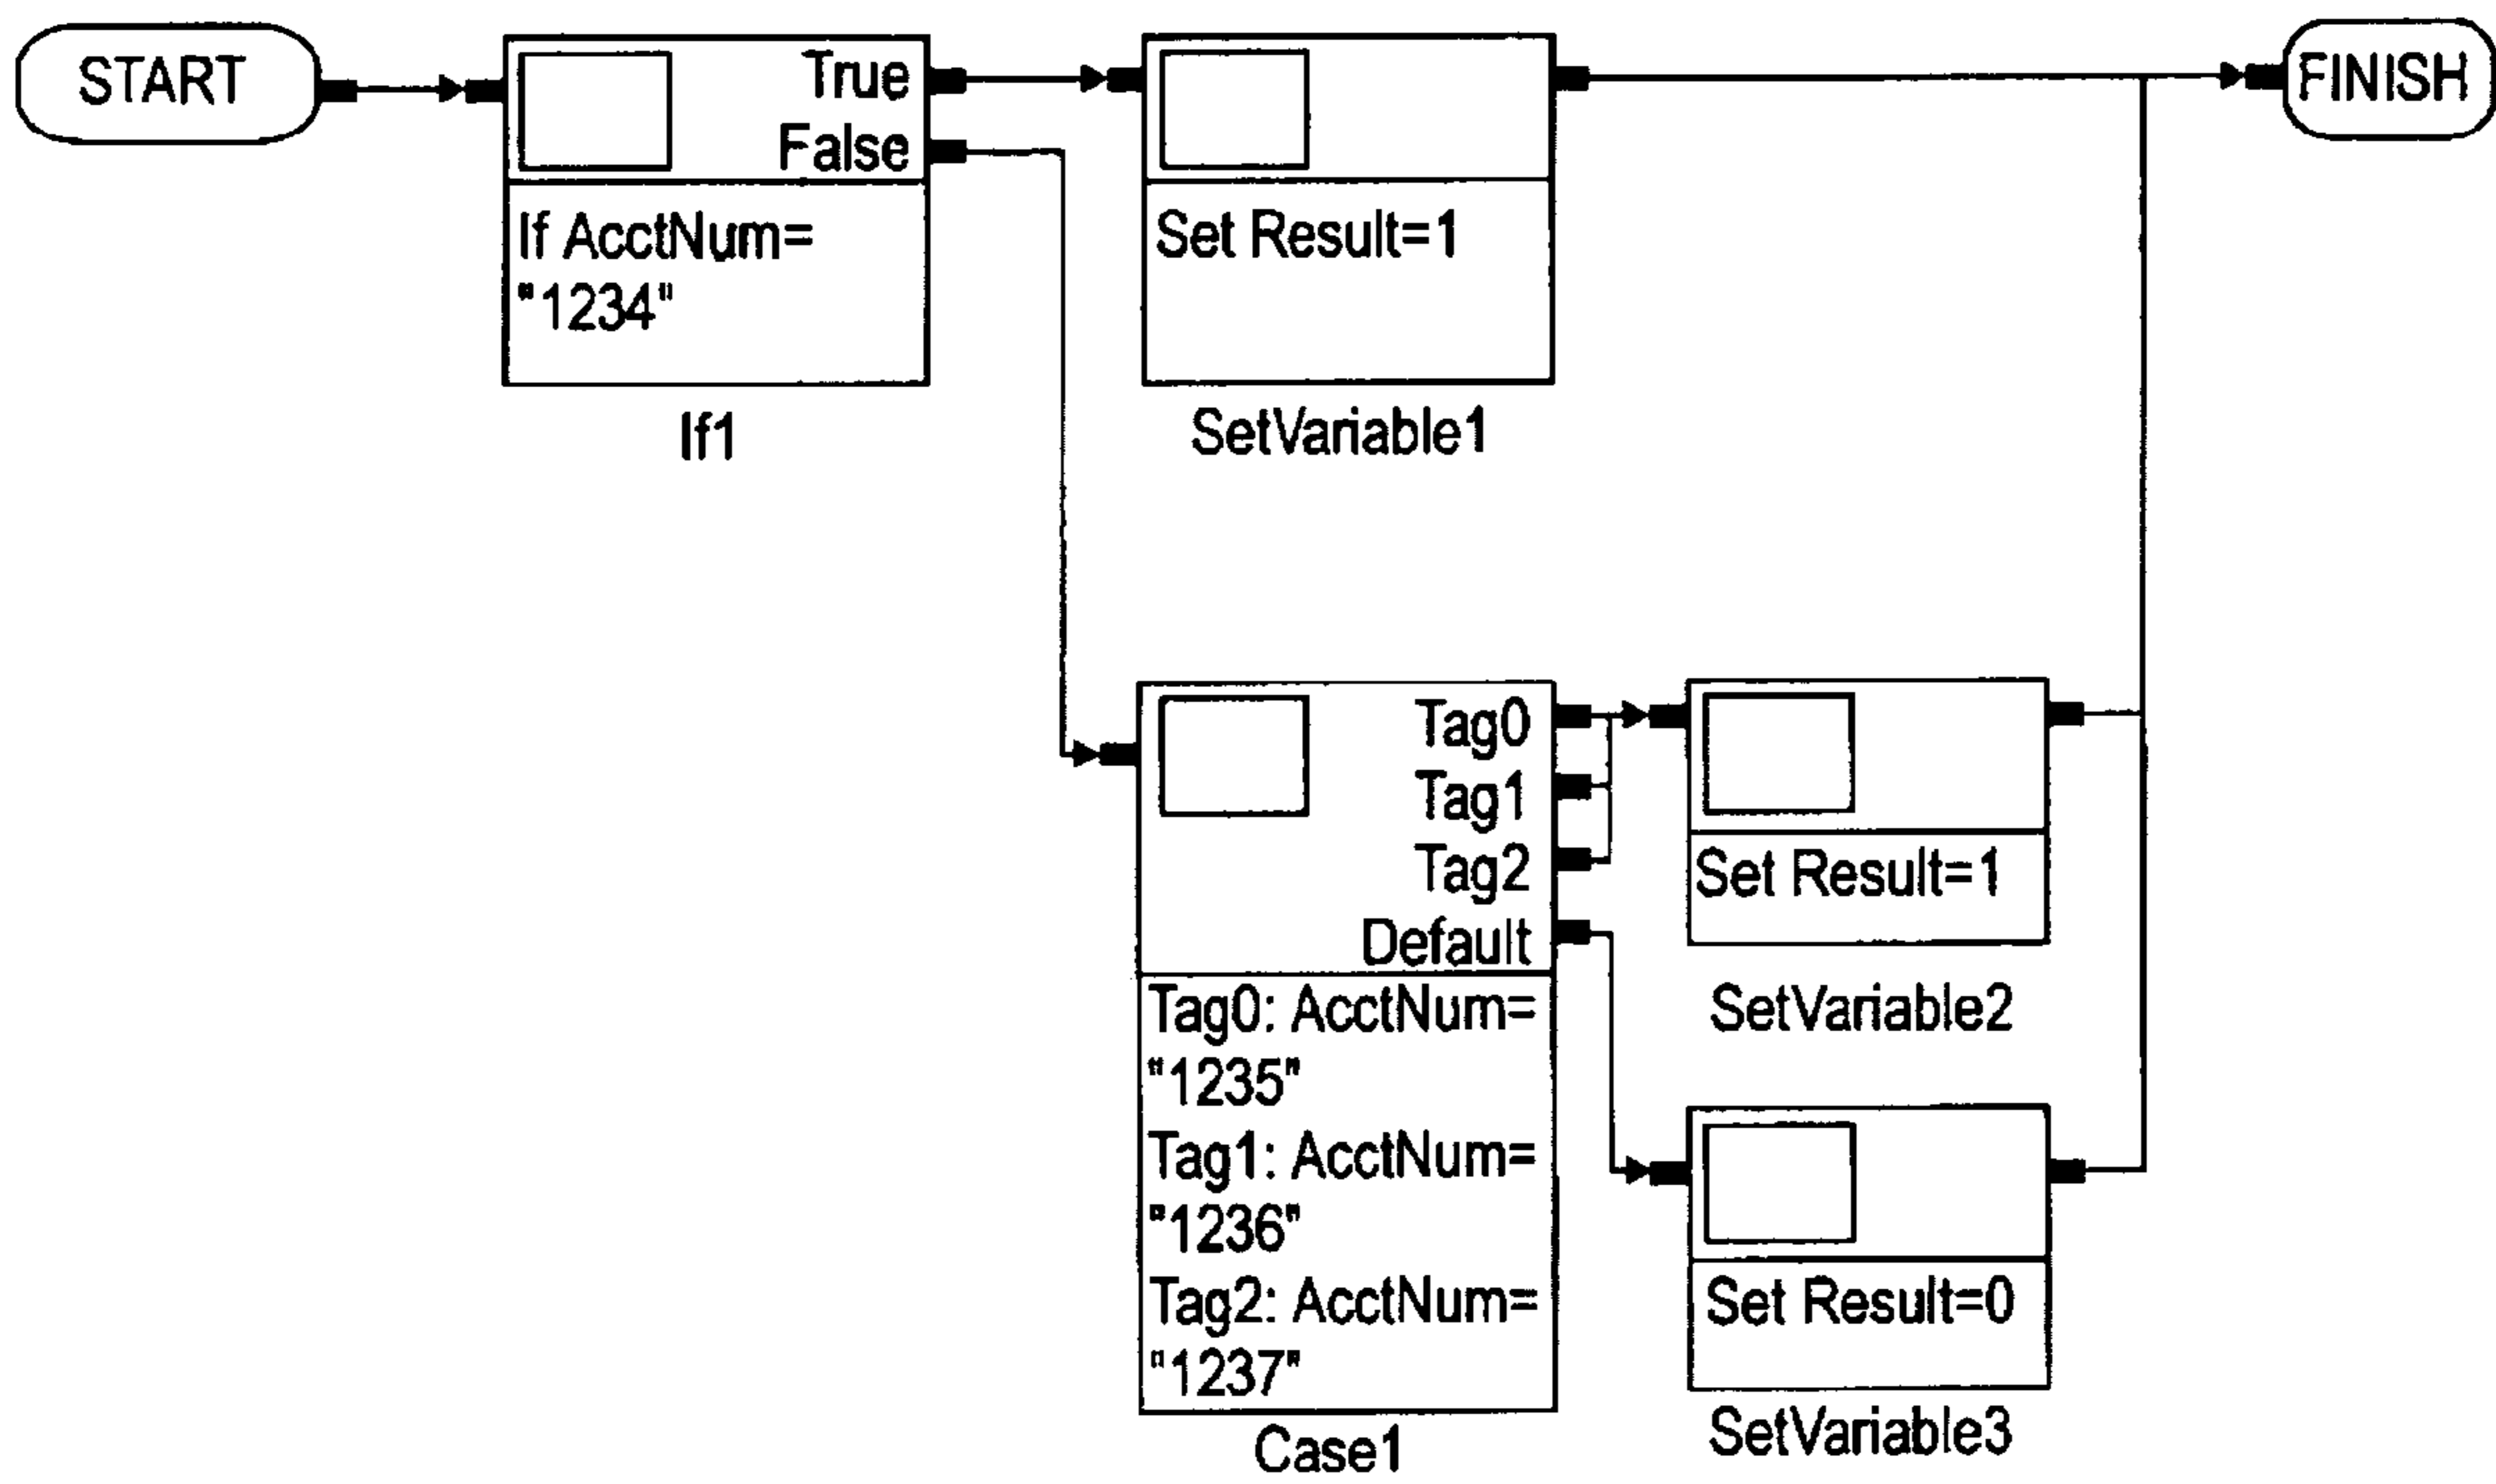 START
True
False
If AcctNum=
"1234"
If1
Set Result=1
SetVariable1
FINISH
Tag0
Tag1
Tag2
Default
Tag0: AcctNum=
"1235"
Tag1: AcctNum=
"1236"
Tag2: AcctNum=
"1237"
Case1
Set Result=1
SetVariable2
Set Result=0
SetVariable3